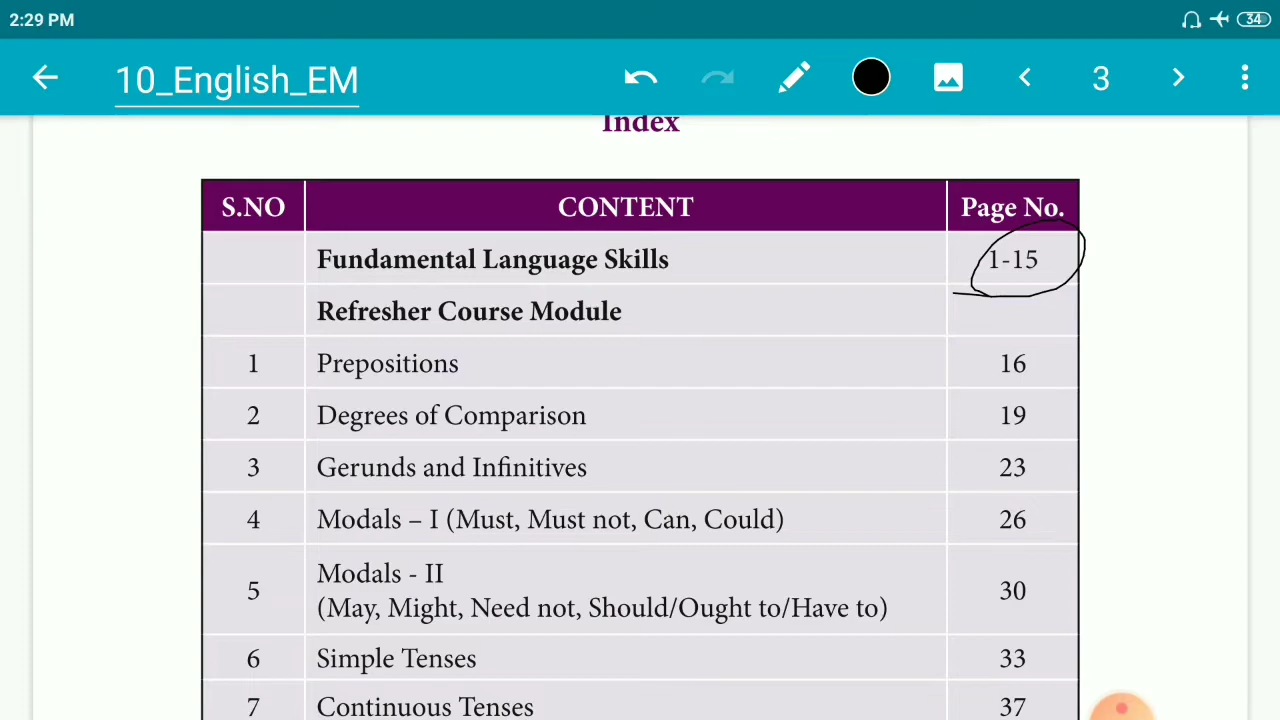 2:29 PM
34
10_English_EM
3
Index
S.NO CONTENT Page No.
Fundamental Language Skills 1-15
Refresher Course Module
1 Prepositions 16
2 Degrees of Comparison 19
3 Gerunds and Infinitives 23
4 Modals – I (Must, Must not, Can, Could) 26
5 Modals - II 30
(May, Might, Need not, Should/Ought to/Have to)
6 Simple Tenses 33
7 Continuous Tenses 37